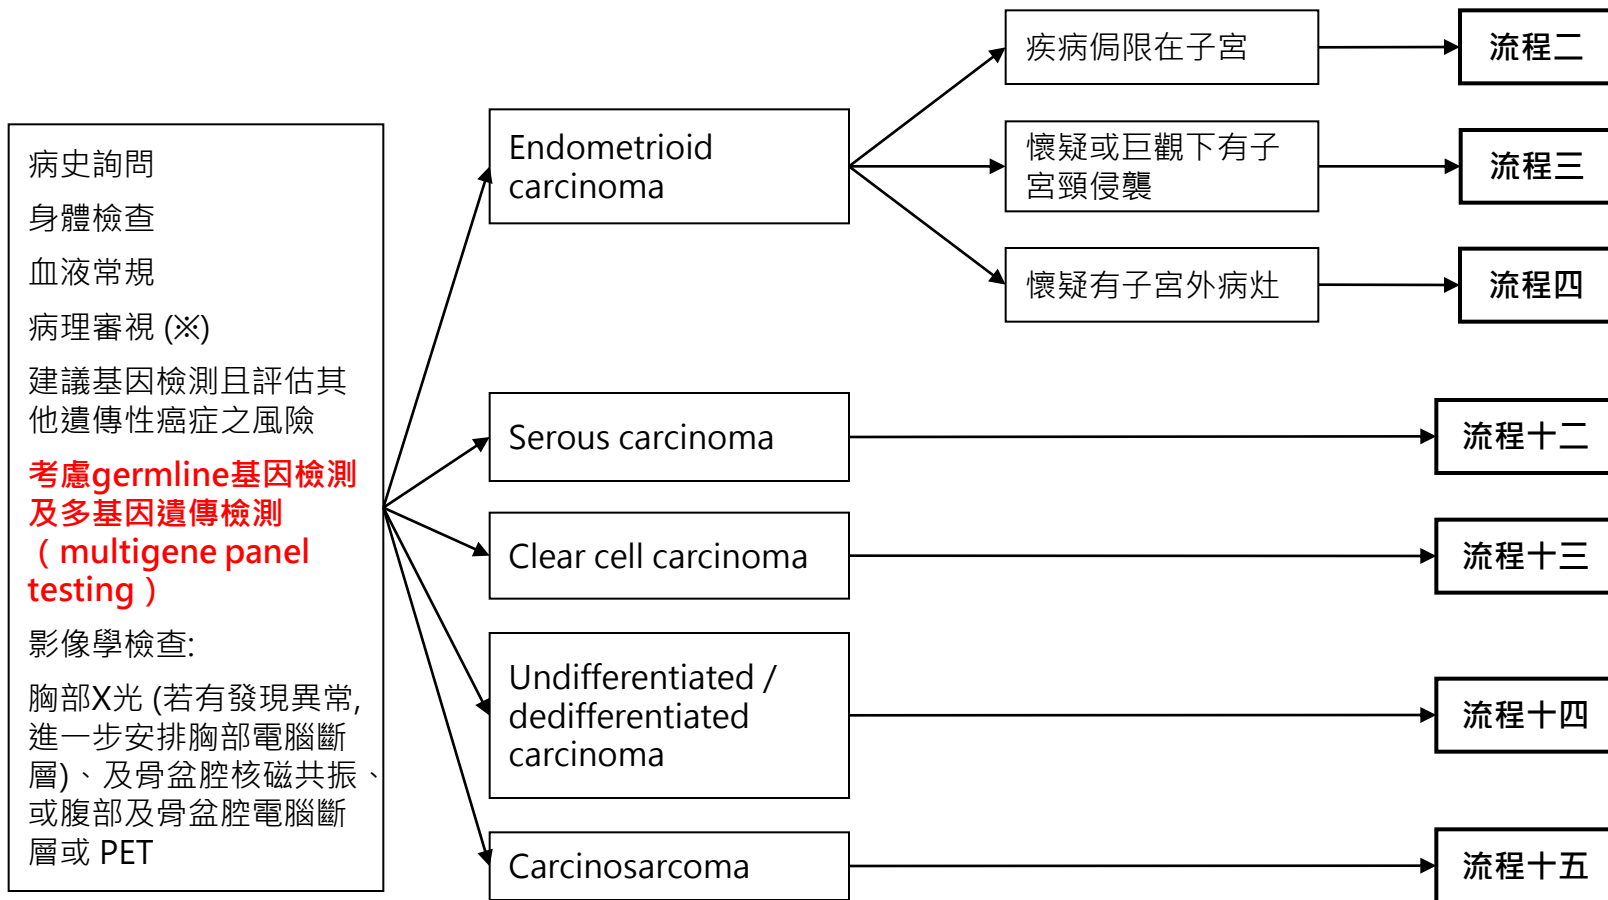 病史詢問
身體檢查
血液常規
病理審視 (※)
建議基因檢測且評估其
他遺傳性癌症之風險
考慮germline基因檢測
及多基因遺傳檢測
（multigene panel
testing）
影像學檢查:
胸部X光 (若有發現異常,
進一步安排胸部電腦斷
層)、及骨盆腔核磁共振、
或腹部及骨盆腔電腦斷
層或 PET
Endometrioid
carcinoma
疾病侷限在子宮
流程二
懷疑或巨觀下有子
宮頸侵襲
流程三
懷疑有子宮外病灶
流程四
Serous carcinoma
流程十二
Clear cell carcinoma
流程十三
Undifferentiated /
dedifferentiated
carcinoma
流程十四
Carcinosarcoma
流程十五